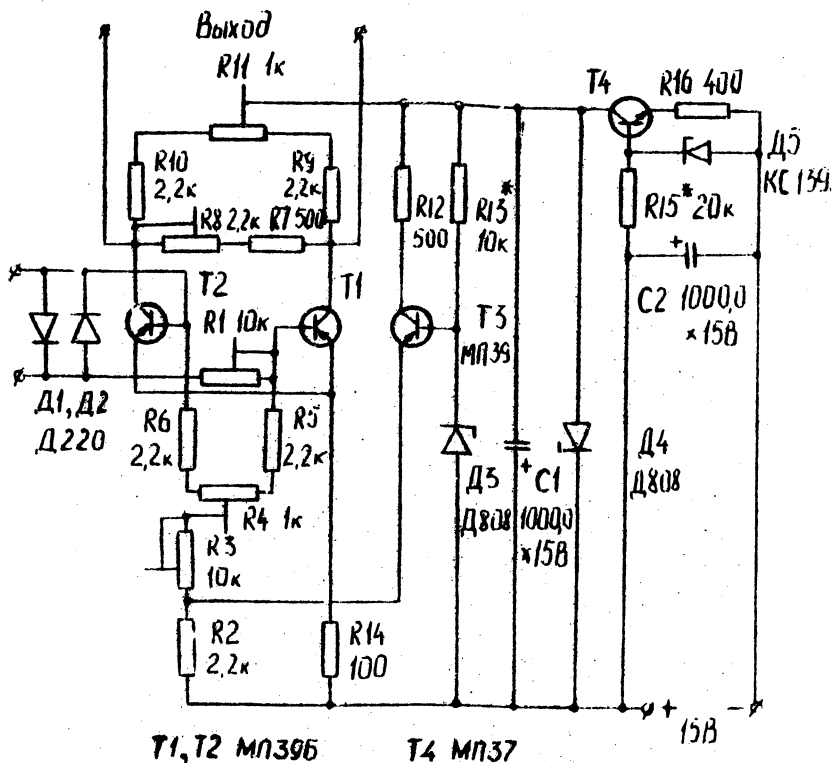 Выход
R11 1к
T4
R16 400
R10
2,2к
R9
2,2к
Д5
КС139
R8 2,2к
R7 500
R12
500
R13*
10к
R15* 20к
+
C2 1000,0
×15В
T2
T1
R1 10к
T3
МП39
Д1, Д2
Д220
R6
2,2к
R5
2,2к
Д3
Д808
+
C1
1000,0
×15В
Д4
Д808
R4 1к
R3
10к
R2
2,2к
R14
100
+ −
15В
T1, T2 МП39Б
T4 МП37